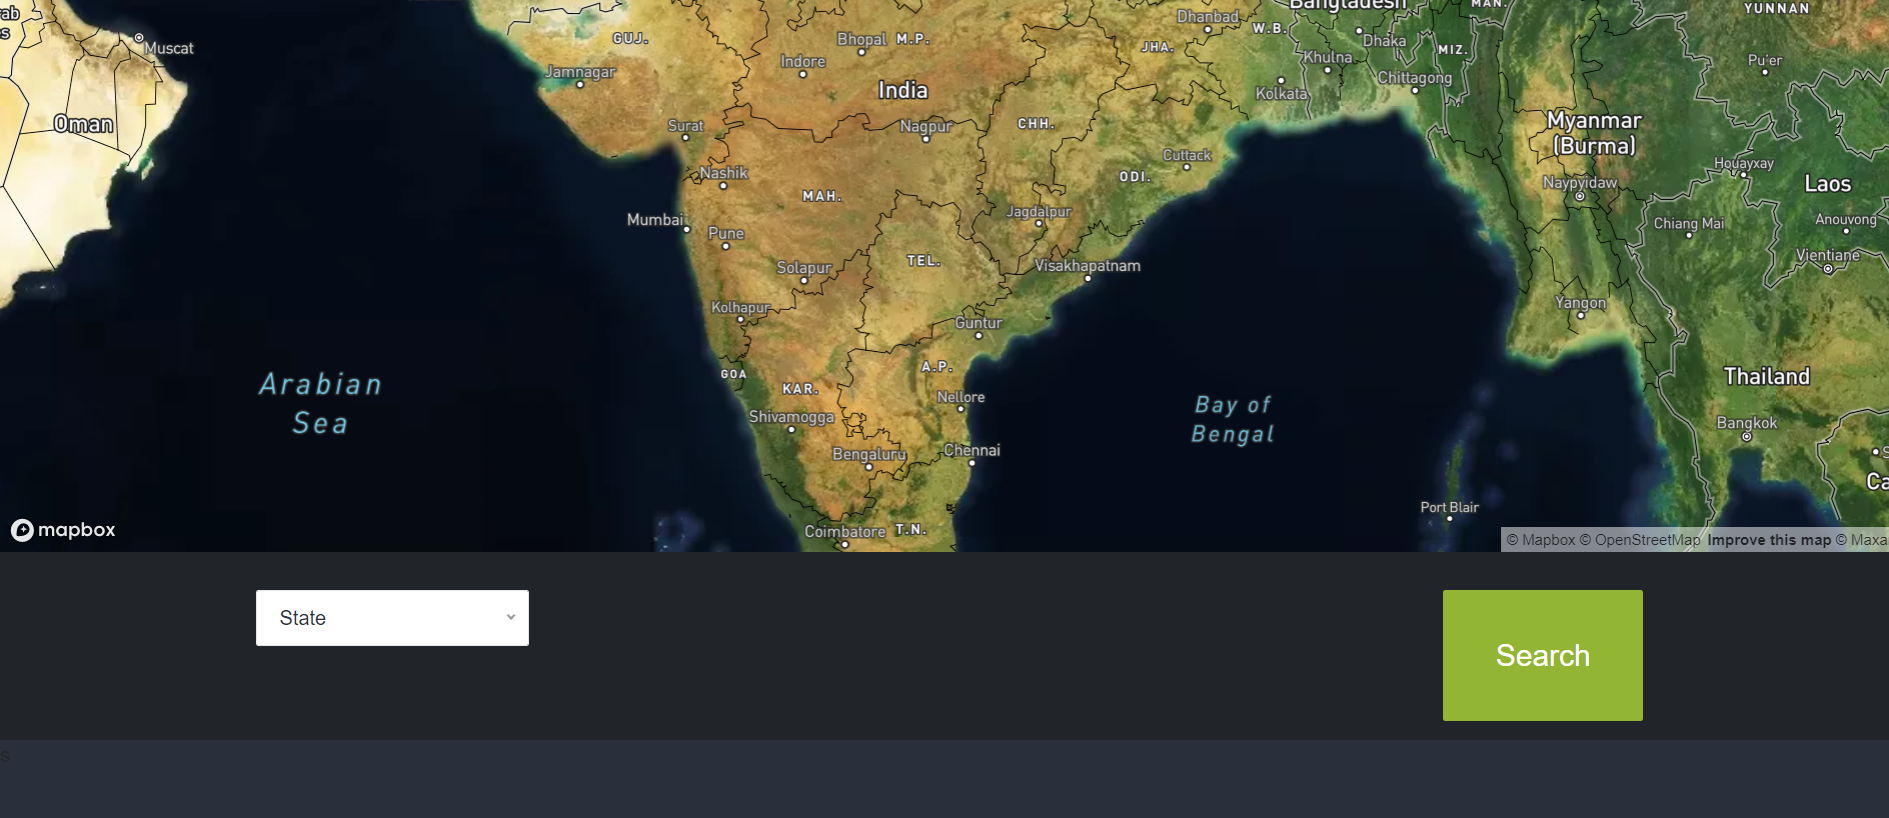 Bangladesh
MAN.
YUNNAN
Dhanbad
W.B.
GUJ.
Bhopal M.P.
JHA.
Dhaka
MIZ.
Muscat
Indore
Khulna
Pu'er
Jamnagar
Chittagong
India
Kolkata
Oman
Surat
Nagpur
CHH.
Myanmar
(Burma)
Cuttack
Houayxay
Nashik
ODI.
Naypyidaw
Laos
MAH.
Jagdalpur
Mumbai
Pune
Chiang Mai
Anouvong
TEL.
Solapur
Visakhapatnam
Vientiane
Kolhapur
Yangon
Guntur
GOA
A.P.
Thailand
Arabian
Sea
KAR.
Nellore
Bay of
Bengal
Shivamogga
Bangkok
Bengaluru
Chennai
Port Blair
mapbox
Coimbatore T.N.
© Mapbox © OpenStreetMap Improve this map © Maxa
State
Search
s